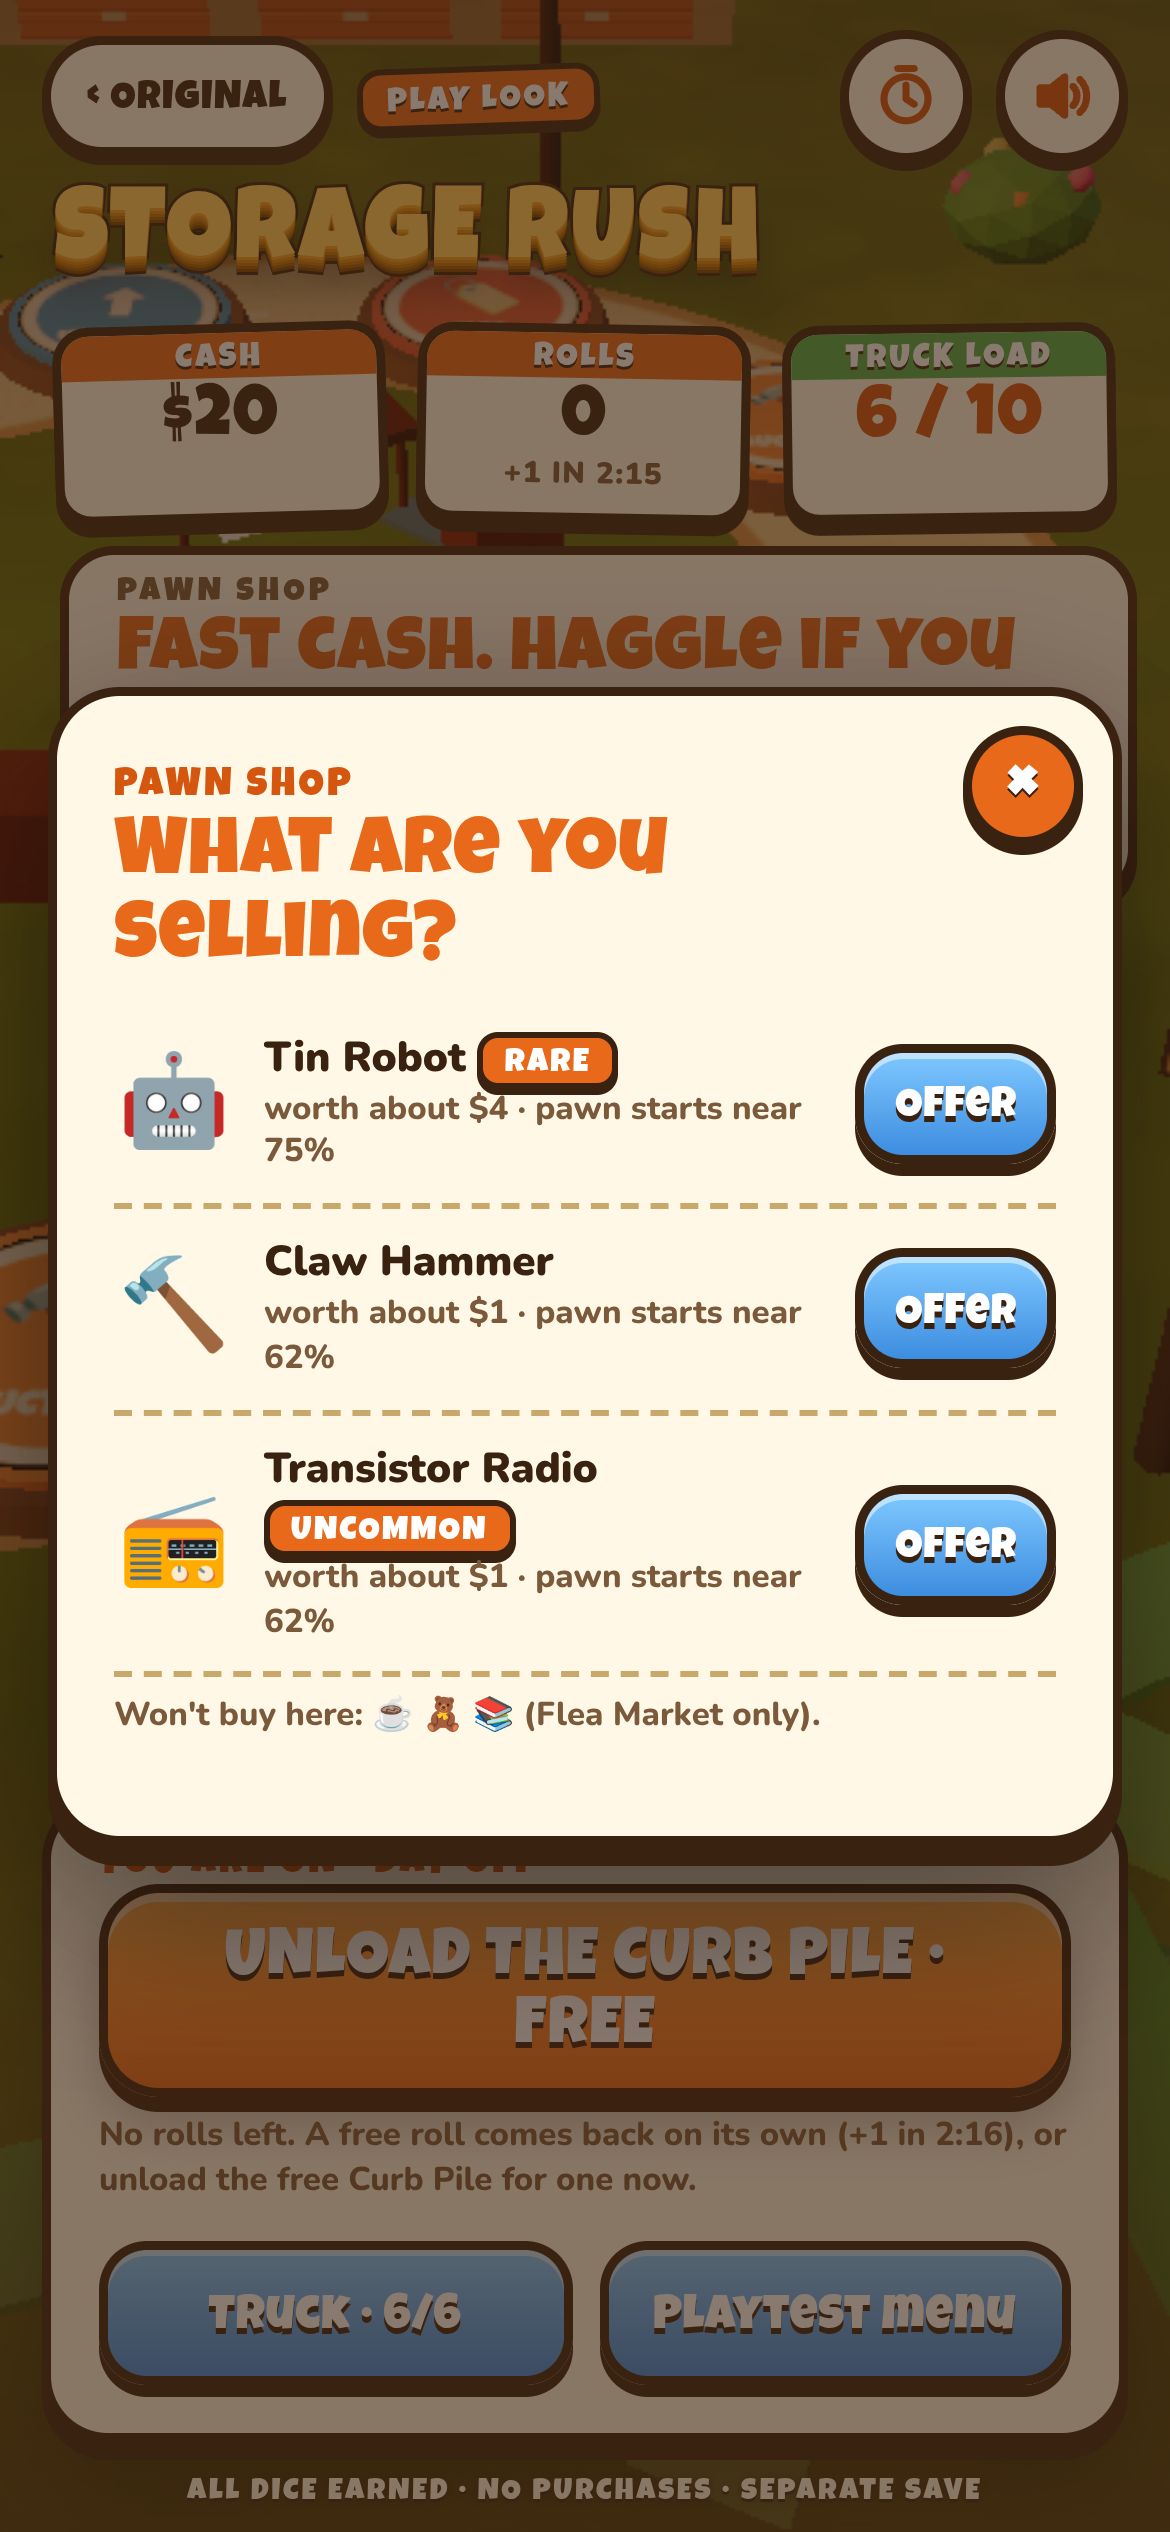 < ORIGINAL
PLAY LOOK
STORAGE RUSH
CASH
$20
ROLLS
0
+1 IN 2:15
TRUCK LOAD
6 / 10
PAWN SHOP
FAST CASH. HAGGLE IF YOU
PAWN SHOP
WHAT ARE YOU
SELLING?
Tin Robot RARE
worth about $4 · pawn starts near
75%
OFFER
Claw Hammer
worth about $1 · pawn starts near
62%
OFFER
Transistor Radio
UNCOMMON
worth about $1 · pawn starts near
62%
OFFER
Won't buy here: ☕ 🧸 📚 (Flea Market only).
YOU ARE ON · DAY OFF
UNLOAD THE CURB PILE ·
FREE
No rolls left. A free roll comes back on its own (+1 in 2:16), or
unload the free Curb Pile for one now.
TRUCK · 6/6
PLAYTEST MENU
ALL DICE EARNED · NO PURCHASES · SEPARATE SAVE